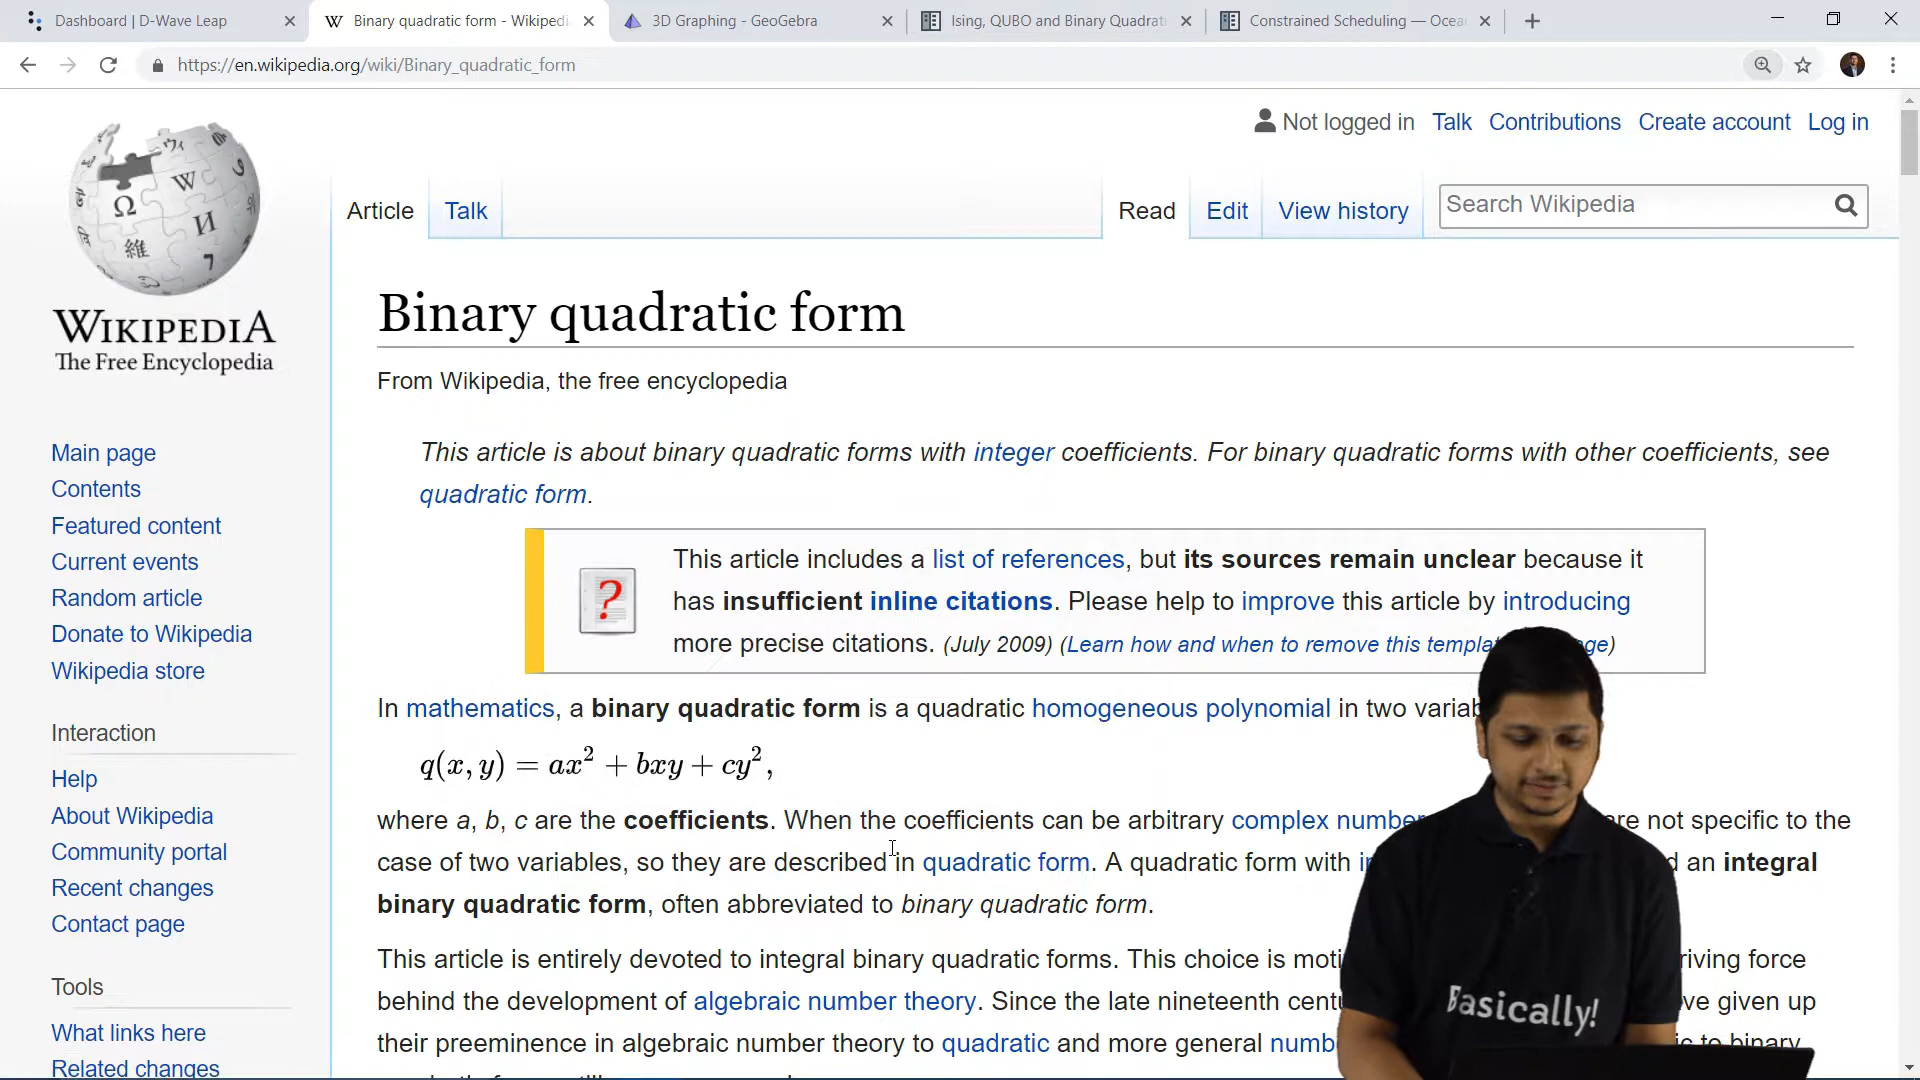 Dashboard | D-Wave Leap
Binary quadratic form - Wikipedi
3D Graphing - GeoGebra
Ising, QUBO and Binary Quadrat
Constrained Scheduling — Ocea
https://en.wikipedia.org/wiki/Binary_quadratic_form
Not logged in Talk Contributions Create account Log in
Article Talk Read Edit View history Search Wikipedia
WIKIPEDIA
The Free Encyclopedia
Main page
Contents
Featured content
Current events
Random article
Donate to Wikipedia
Wikipedia store
Interaction
Help
About Wikipedia
Community portal
Recent changes
Contact page
Tools
What links here
Related changes
Binary quadratic form
From Wikipedia, the free encyclopedia
This article is about binary quadratic forms with integer coefficients. For binary quadratic forms with other coefficients, see
quadratic form.
This article includes a list of references, but its sources remain unclear because it
has insufficient inline citations. Please help to improve this article by introducing
more precise citations. (July 2009) (Learn how and when to remove this templat ge)
In mathematics, a binary quadratic form is a quadratic homogeneous polynomial in two variab
q(x, y) = ax² + bxy + cy²,
where a, b, c are the coefficients. When the coefficients can be arbitrary complex number are not specific to the
case of two variables, so they are described in quadratic form. A quadratic form with an integral
binary quadratic form, often abbreviated to binary quadratic form.
This article is entirely devoted to integral binary quadratic forms. This choice is moti riving force
behind the development of algebraic number theory. Since the late nineteenth centu ve given up
their preeminence in algebraic number theory to quadratic and more general numb ic to binary
Basically!